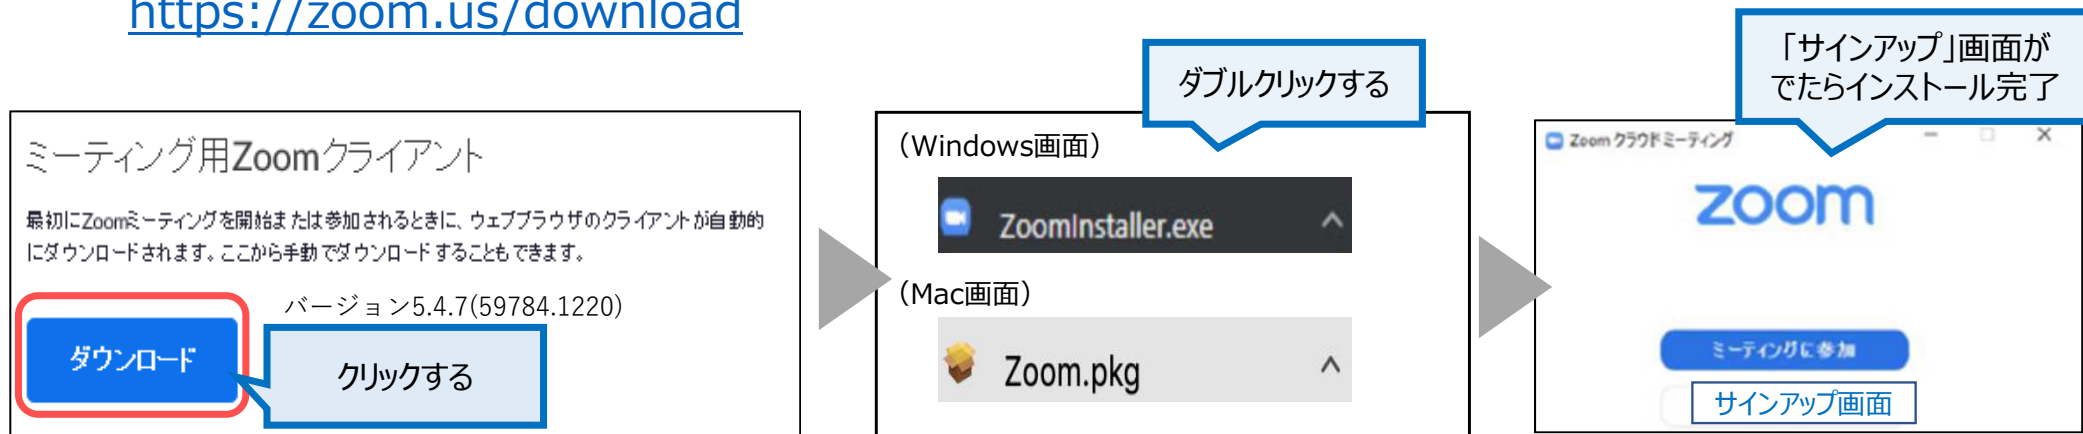 https://zoom.us/download
ミーティング用Zoomクライアント
最初にZoomミーティングを開始または参加されるときに、ウェブブラウザのクライアントが自動的
にダウンロードされます。ここから手動でダウンロードすることもできます。
バージョン5.4.7(59784.1220)
ダウンロード
クリックする
ダブルクリックする
（Windows画面）
ZoomInstaller.exe
（Mac画面）
Zoom.pkg
「サインアップ」画面が
でたらインストール完了
Zoom クラウドミーティング
zoom
ミーティングに参加
サインアップ画面